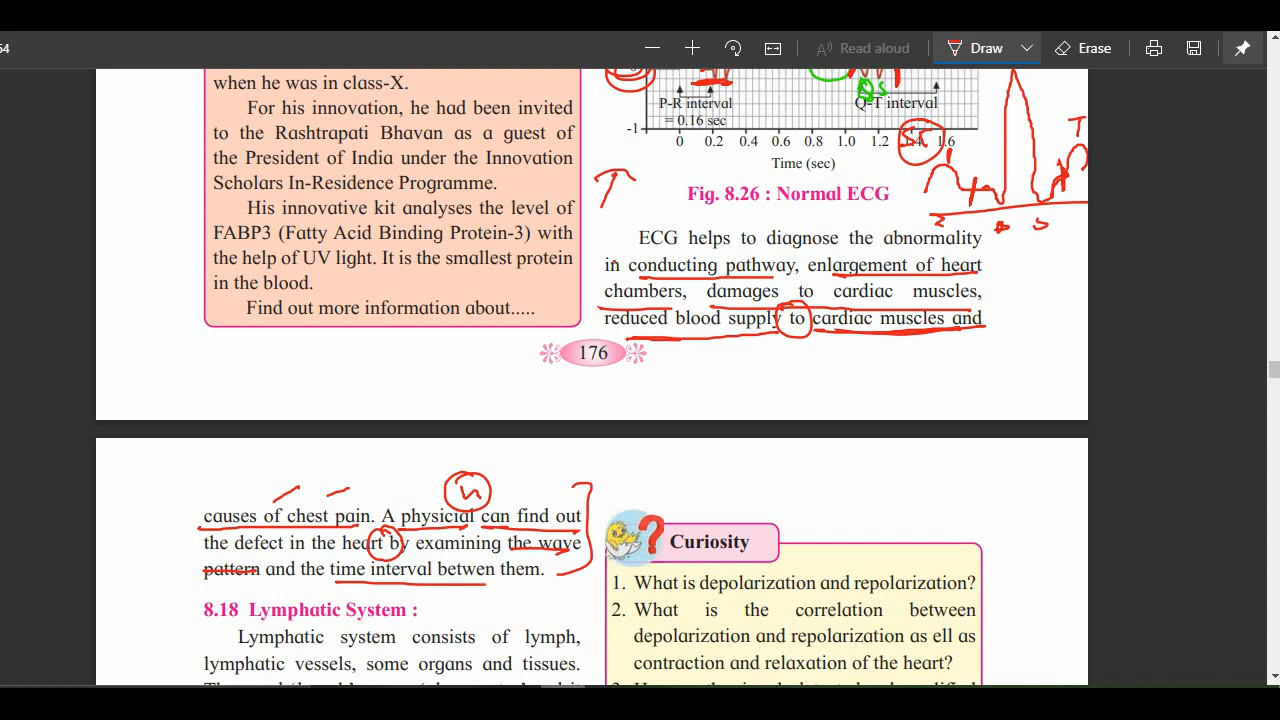 64
Read aloud
Draw
Erase
when he was in class-X.
For his innovation, he had been invited
to the Rashtrapati Bhavan as a guest of
the President of India under the Innovation
Scholars In-Residence Programme.
His innovative kit analyses the level of
FABP3 (Fatty Acid Binding Protein-3) with
the help of UV light. It is the smallest protein
in the blood.
Find out more information about.....
Q S
P-R interval
= 0.16 sec
Q-T interval
-1
0 0.2 0.4 0.6 0.8 1.0 1.2 1.4 1.6
Time (sec)
T
S
Fig. 8.26 : Normal ECG
ECG helps to diagnose the abnormality
in conducting pathway, enlargement of heart
chambers, damages to cardiac muscles,
reduced blood supply to cardiac muscles and
176
n
causes of chest pain. A physicial can find out
the defect in the heart by examining the wave
pattern and the time interval betwen them.
8.18 Lymphatic System :
Lymphatic system consists of lymph,
lymphatic vessels, some organs and tissues.
Curiosity
1. What is depolarization and repolarization?
2. What is the correlation between
depolarization and repolarization as ell as
contraction and relaxation of the heart?